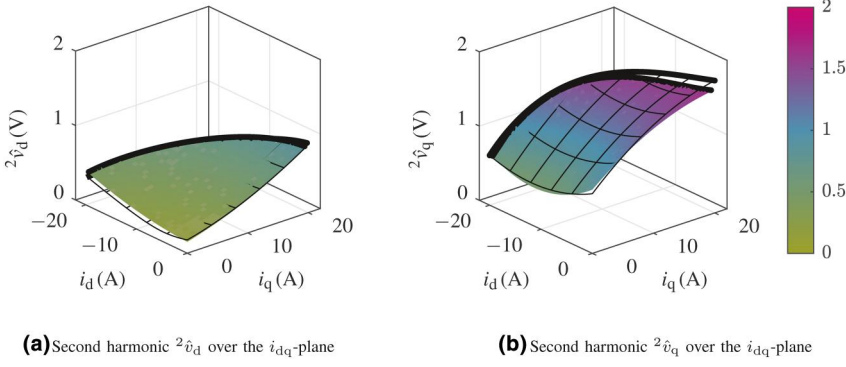 2
1
0
²v̂d (V)
−20
−10
0
id (A)
0
10
20
iq (A)
2
1
0
²v̂q (V)
−20
−10
0
id (A)
0
10
20
iq (A)
2
1.5
1
0.5
0
(a) Second harmonic ²v̂d over the idq-plane
(b) Second harmonic ²v̂q over the idq-plane